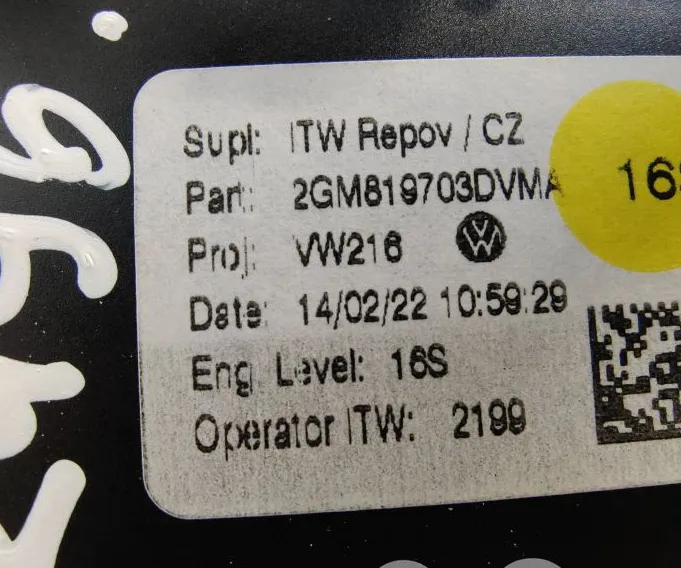 Supl: ITW Repov / CZ
Part: 2GM819703DVMA
Proj: VW216
Date: 14/02/22 10:59:29
Eng Level: 16S
Operator ITW: 2199
16S